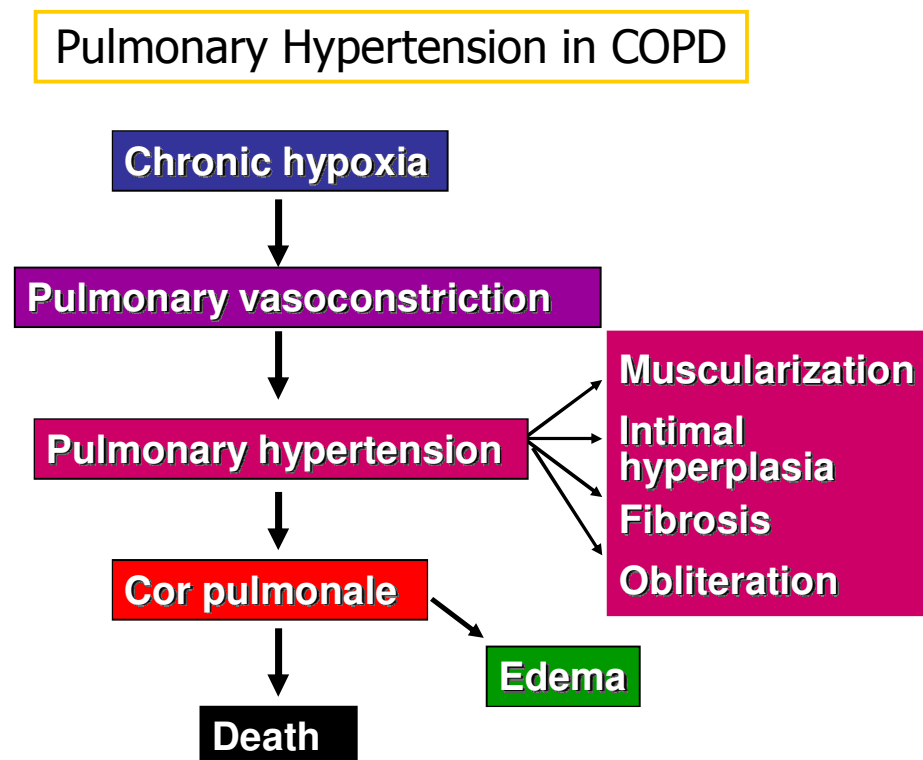 Pulmonary Hypertension in COPD
Chronic hypoxia
Pulmonary vasoconstriction
Pulmonary hypertension
Muscularization
Intimal
hyperplasia
Fibrosis
Obliteration
Cor pulmonale
Edema
Death